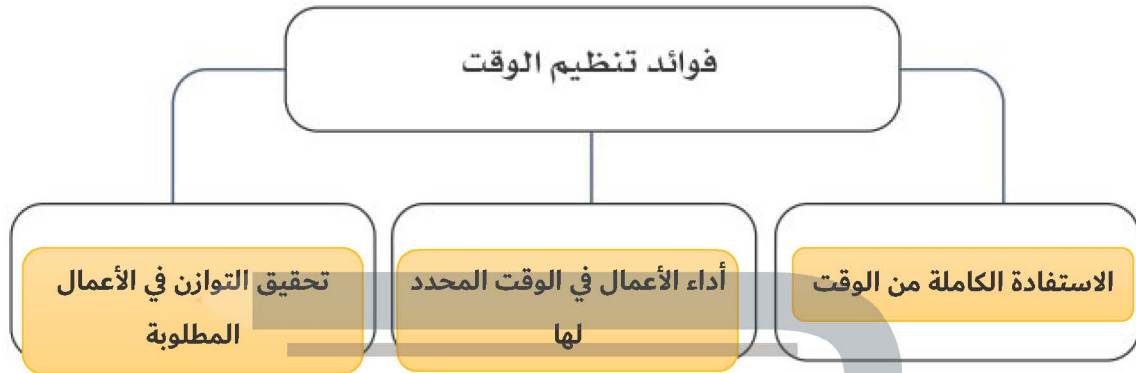 فوائد تنظيم الوقت
الاستفادة الكاملة من الوقت
أداء الأعمال في الوقت المحدد
لها
تحقيق التوازن في الأعمال
المطلوبة